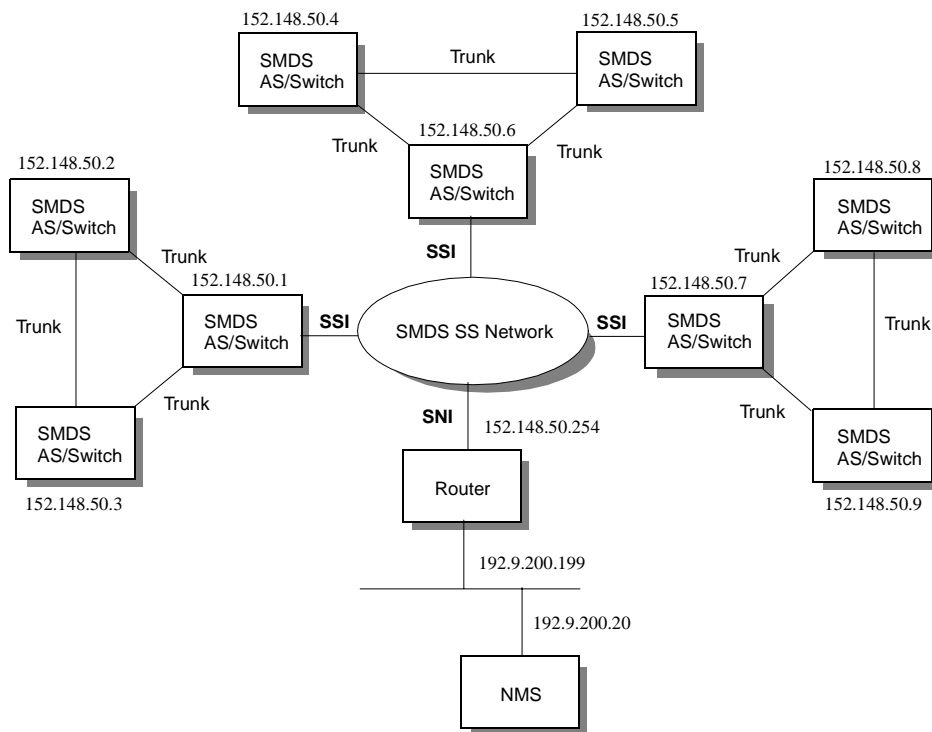 152.148.50.4
152.148.50.5
SMDS
AS/Switch
Trunk
SMDS
AS/Switch
152.148.50.6
Trunk
Trunk
SMDS
AS/Switch
152.148.50.2
SMDS
AS/Switch
152.148.50.8
SMDS
AS/Switch
SSI
Trunk
152.148.50.1
SMDS
AS/Switch
Trunk
SSI
SMDS SS Network
SSI
152.148.50.7
SMDS
AS/Switch
Trunk
Trunk
Trunk
SMDS
AS/Switch
152.148.50.3
Trunk
SNI
152.148.50.254
Trunk
SMDS
AS/Switch
152.148.50.9
Router
192.9.200.199
192.9.200.20
NMS